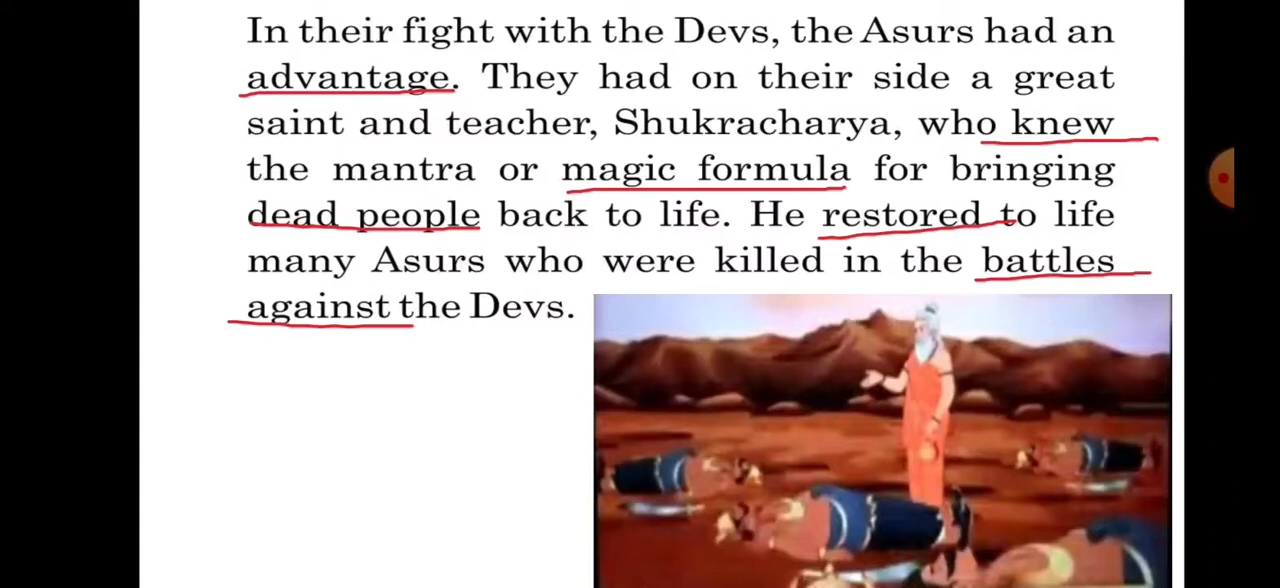 In their fight with the Devs, the Asurs had an
advantage. They had on their side a great
saint and teacher, Shukracharya, who knew
the mantra or magic formula for bringing
dead people back to life. He restored to life
many Asurs who were killed in the battles
against the Devs.